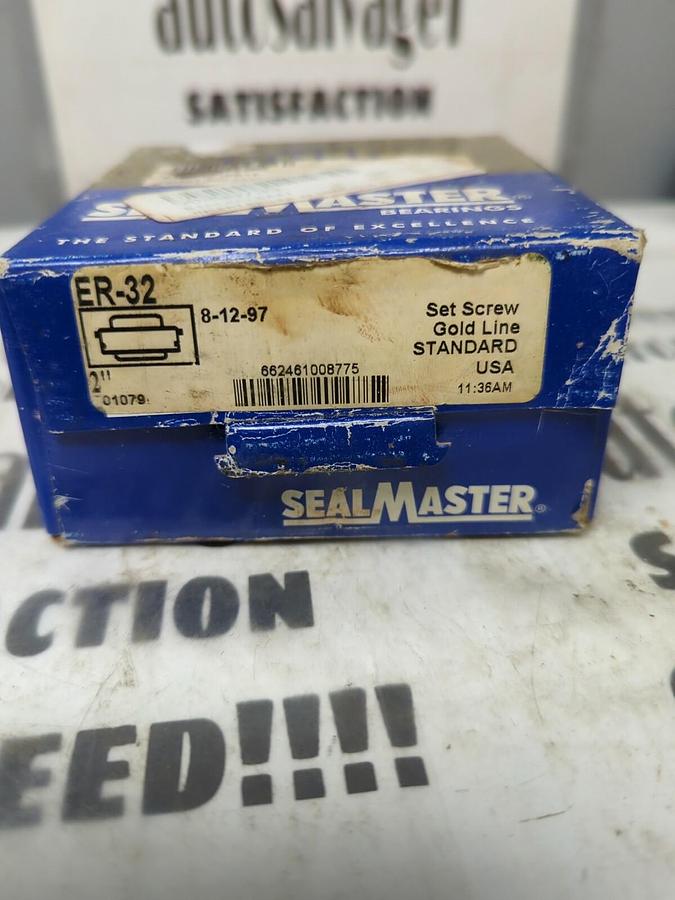 autosalvager
SATISFACTION
SEALMASTER
BEARINGS
THE STANDARD OF EXCELLENCE
ER-32
8-12-97
Set Screw
Gold Line
STANDARD
USA
11:36AM
2"
01079
662461008775
SEALMASTER®
ACTION
EED!!!!